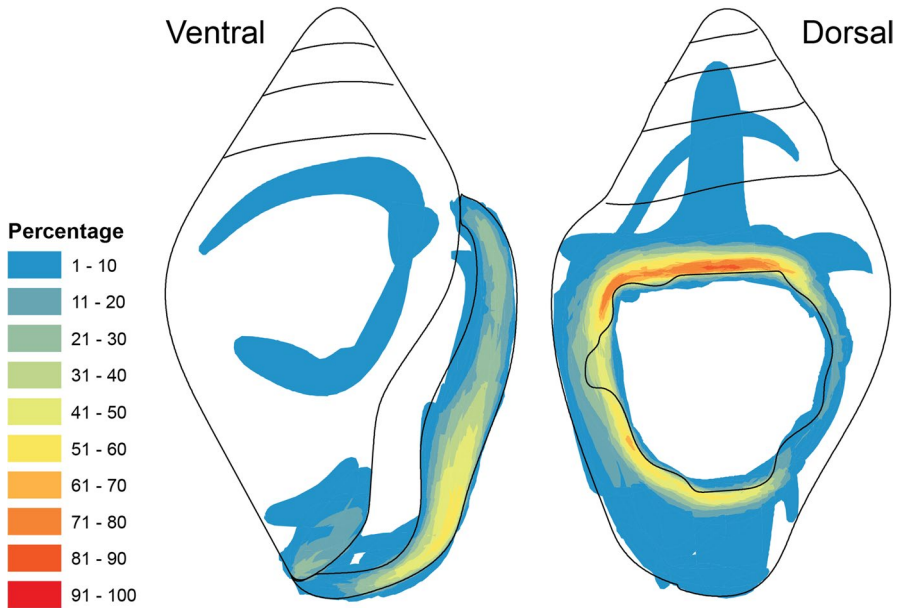 Ventral
Dorsal
Percentage
1 - 10
11 - 20
21 - 30
31 - 40
41 - 50
51 - 60
61 - 70
71 - 80
81 - 90
91 - 100